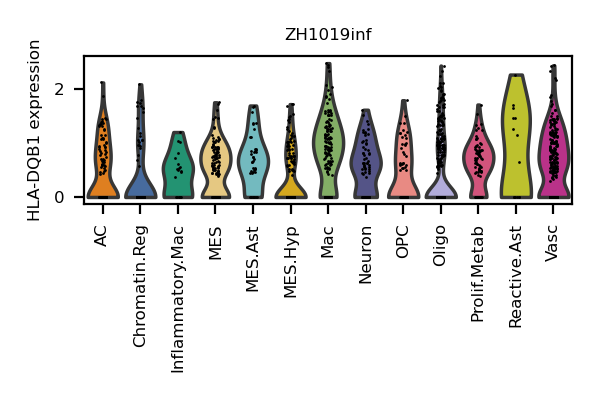 ZH1019inf
HLA-DQB1 expression
2
0
AC
Chromatin.Reg
Inflammatory.Mac
MES
MES.Ast
MES.Hyp
Mac
Neuron
OPC
Oligo
Prolif.Metab
Reactive.Ast
Vasc